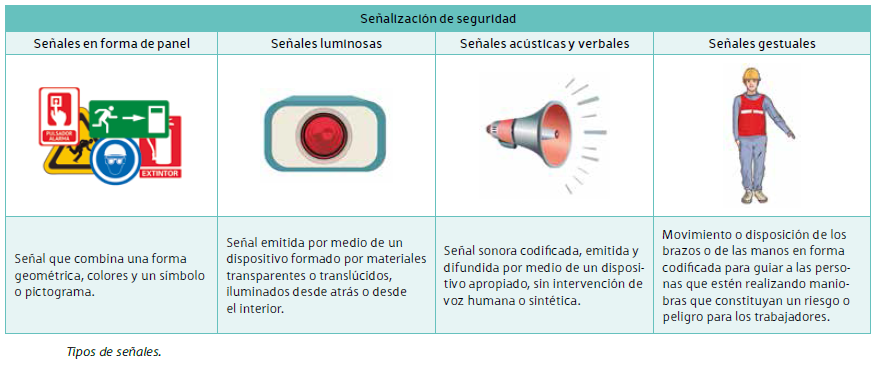 Señalización de seguridad
Señales en forma de panel
Señales luminosas
Señales acústicas y verbales
Señales gestuales
PULSADOR
ALARMA
EXTINTOR
Señal que combina una forma
geométrica, colores y un símbolo
o pictograma.
Señal emitida por medio de un
dispositivo formado por materiales
transparentes o translúcidos,
iluminados desde atrás o desde
el interior.
Señal sonora codificada, emitida y
difundida por medio de un disposi-
tivo apropiado, sin intervención de
voz humana o sintética.
Movimiento o disposición de los
brazos o de las manos en forma
codificada para guiar a las perso-
nas que estén realizando manio-
bras que constituyan un riesgo o
peligro para los trabajadores.
Tipos de señales.